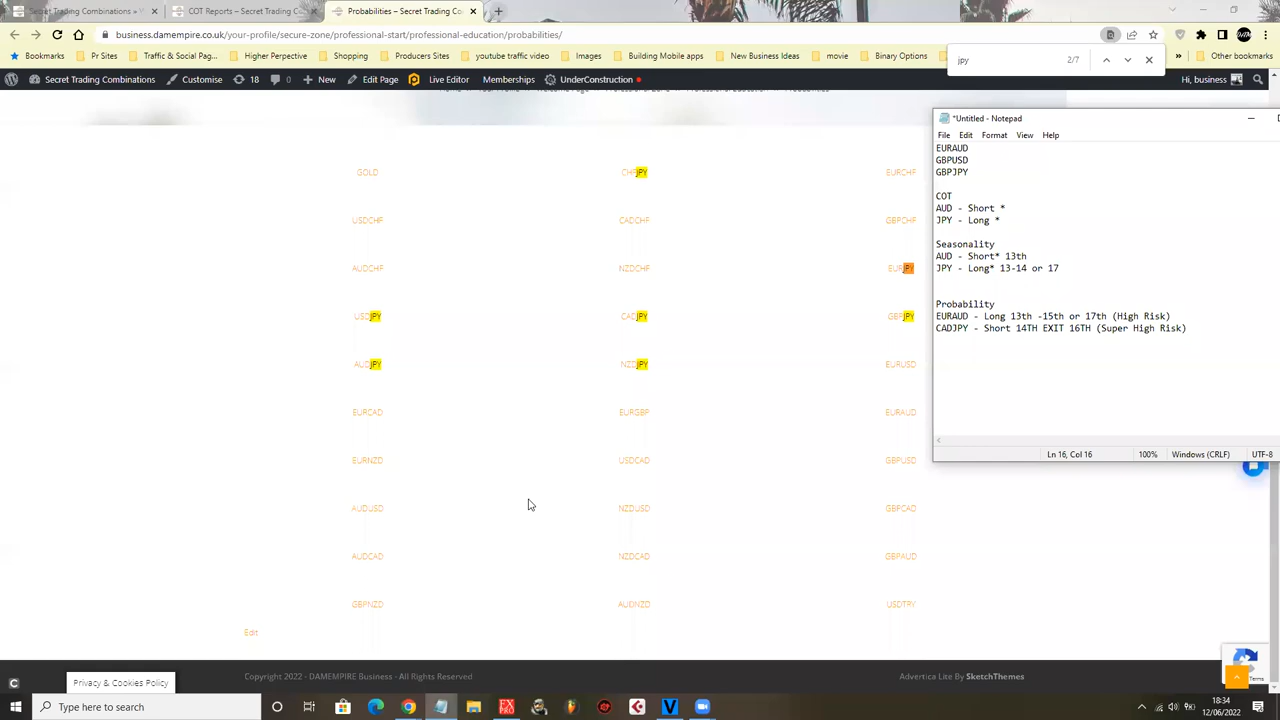 Secret Trading Combinations »
COT Reports – Secret Trading Com
Probabilities – Secret Trading Com
business.damempire.co.uk/your-profile/secure-zone/professional-start/professional-education/probabilities/
Bookmarks
Pr Sites
Traffic & Social Pag...
Higher Perpective
Shopping
Producers Sites
youtube traffic video
Images
Building Mobile apps
New Business Ideas
movie
Binary Options
»
Other bookmarks
jpy
2/7
Secret Trading Combinations
Customise
18
0
+ New
Edit Page
Live Editor
Memberships
UnderConstruction
Hi, business
GOLD
CHFJPY
EURCHF
USDCHF
CADCHF
GBPCHF
AUDCHF
NZDCHF
EURJPY
USDJPY
CADJPY
GBPJPY
AUDJPY
NZDJPY
EURUSD
EURCAD
EURGBP
EURAUD
EURNZD
USDCAD
GBPUSD
AUDUSD
NZDUSD
GBPCAD
AUDCAD
NZDCAD
GBPAUD
GBPNZD
AUDNZD
USDTRY
Edit
*Untitled - Notepad
File Edit Format View Help
EURAUD
GBPUSD
GBPJPY
COT
AUD - Short *
JPY - Long *
Seasonality
AUD - Short* 13th
JPY - Long* 13-14 or 17
Probability
EURAUD - Long 13th -15th or 17th (High Risk)
CADJPY - Short 14TH EXIT 16TH (Super High Risk)
Ln 16, Col 16
100%
Windows (CRLF)
UTF-8
Copyright 2022 - DAMEMPIRE Business - All Rights Reserved
Advertica Lite By SketchThemes
Privacy & Cookies Policy
Terms
Type here to search
18:34
12/06/2022